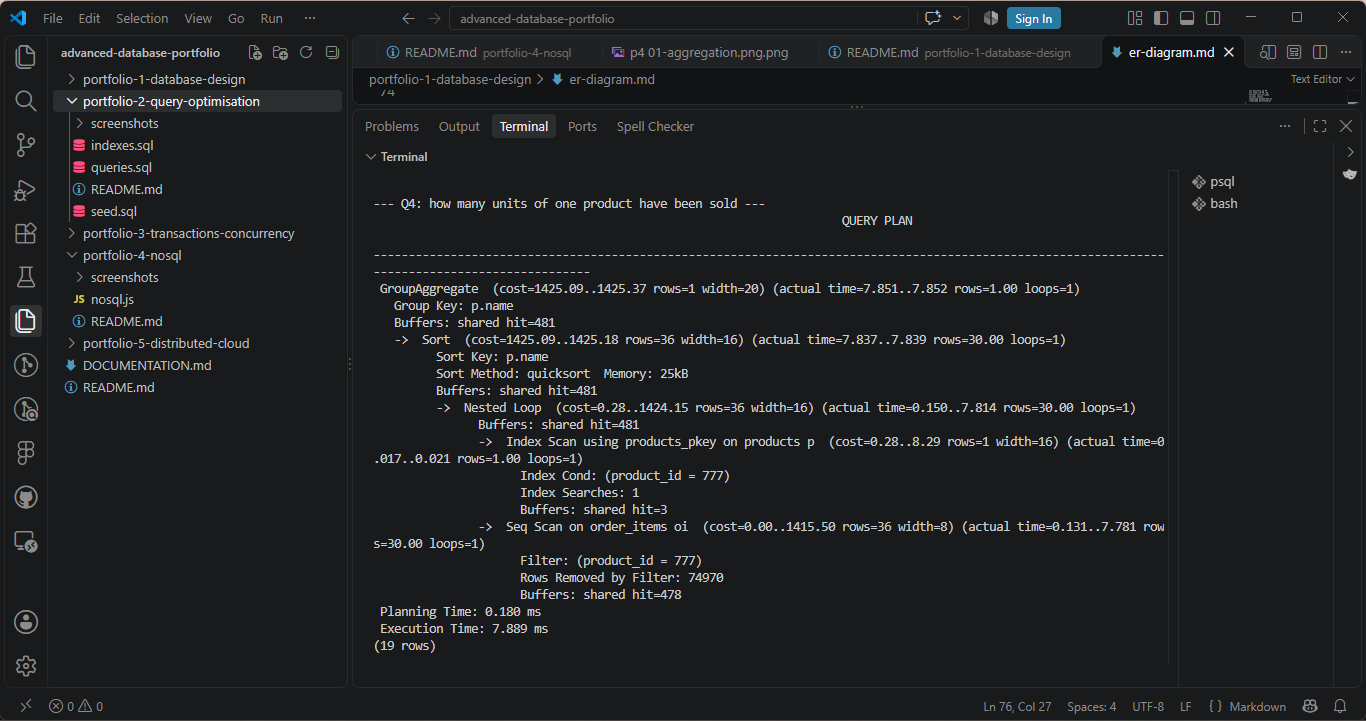 File Edit Selection View Go Run ···
advanced-database-portfolio
Sign In
advanced-database-portfolio
portfolio-1-database-design
portfolio-2-query-optimisation
screenshots
indexes.sql
queries.sql
README.md
seed.sql
portfolio-3-transactions-concurrency
portfolio-4-nosql
screenshots
JS nosql.js
README.md
portfolio-5-distributed-cloud
DOCUMENTATION.md
README.md
README.md portfolio-4-nosql
p4 01-aggregation.png.png
README.md portfolio-1-database-design
er-diagram.md
portfolio-1-database-design > er-diagram.md
Text Editor
74
Problems Output Terminal Ports Spell Checker
Terminal
psql
bash
--- Q4: how many units of one product have been sold ---
QUERY PLAN
-----------------------------------------------------------------------------------------------------------------
-------------------------------
GroupAggregate  (cost=1425.09..1425.37 rows=1 width=20) (actual time=7.851..7.852 rows=1.00 loops=1)
Group Key: p.name
Buffers: shared hit=481
->  Sort  (cost=1425.09..1425.18 rows=36 width=16) (actual time=7.837..7.839 rows=30.00 loops=1)
Sort Key: p.name
Sort Method: quicksort  Memory: 25kB
Buffers: shared hit=481
->  Nested Loop  (cost=0.28..1424.15 rows=36 width=16) (actual time=0.150..7.814 rows=30.00 loops=1)
Buffers: shared hit=481
->  Index Scan using products_pkey on products p  (cost=0.28..8.29 rows=1 width=16) (actual time=0
.017..0.021 rows=1.00 loops=1)
Index Cond: (product_id = 777)
Index Searches: 1
Buffers: shared hit=3
->  Seq Scan on order_items oi  (cost=0.00..1415.50 rows=36 width=8) (actual time=0.131..7.781 row
s=30.00 loops=1)
Filter: (product_id = 777)
Rows Removed by Filter: 74970
Buffers: shared hit=478
Planning Time: 0.180 ms
Execution Time: 7.889 ms
(19 rows)
0 0
Ln 76, Col 27 Spaces: 4 UTF-8 LF {} Markdown